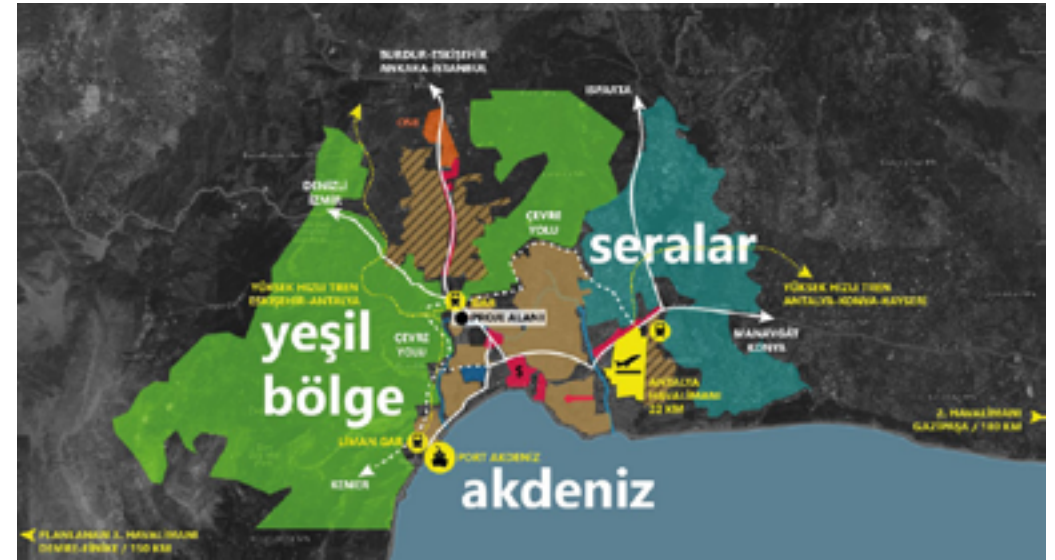 BURDUR-ESKİŞEHİR
ANKARA-İSTANBUL
ISPARTA
OSB
DENİZLİ
İZMİR
ÇEVRE
YOLU
seralar
YÜKSEK HIZLI TREN
ESKİŞEHİR-ANTALYA
YÜKSEK HIZLI TREN
ANTALYA-KONYA-KAYSERİ
GAR
PROJE ALANI
yeşil
bölge
ÇEVRE
YOLU
MANAVGAT
KONYA
$
ANTALYA
HAVALİMANI
22 KM
2. HAVALİMANI
GAZİPAŞA / 180 KM
LİMAN GAR
PORT AKDENİZ
KEMER
akdeniz
PLANLANAN 3. HAVALİMANI
DEMRE-FİNİKE / 150 KM